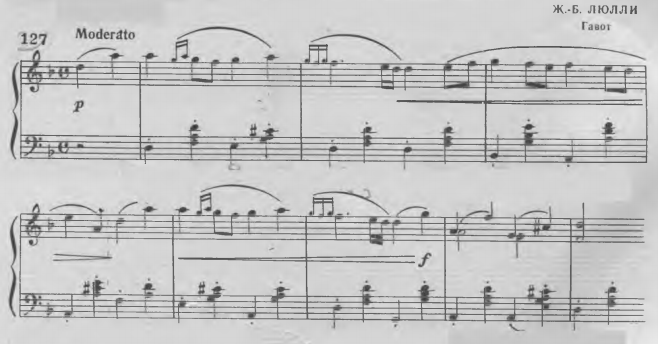 Ж.-Б. ЛЮЛЛИ
Гавот
127 Moderato
p
f